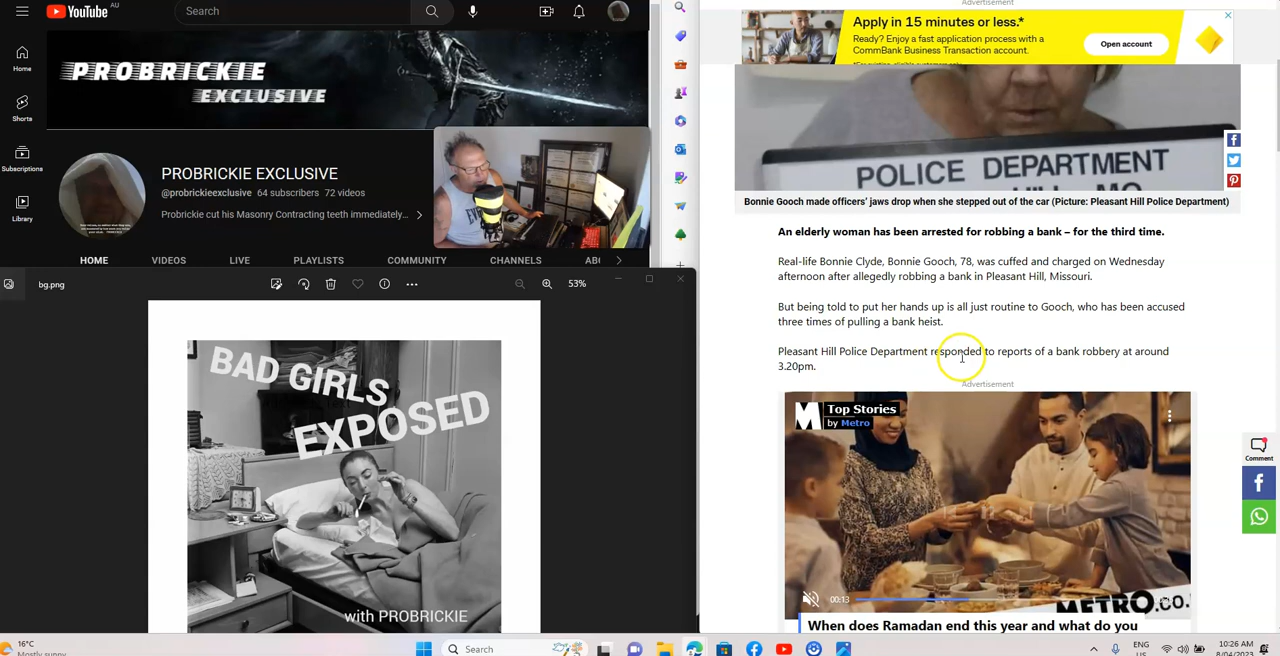 YouTube AU
Search
Home
Shorts
Subscriptions
Library
PROBRICKIE
EXCLUSIVE
PROBRICKIE EXCLUSIVE
@probrickieexclusive 64 subscribers 72 videos
Probrickie cut his Masonry Contracting teeth immediately...
HOME VIDEOS LIVE PLAYLISTS COMMUNITY CHANNELS
bg.png
53%
BAD GIRLS
EXPOSED
with PROBRICKIE
Advertisement
Apply in 15 minutes or less.*
Ready? Enjoy a fast application process with a
CommBank Business Transaction account.
Open account
POLICE DEPARTMENT
Bonnie Gooch made officers' jaws drop when she stepped out of the car (Picture: Pleasant Hill Police Department)
An elderly woman has been arrested for robbing a bank – for the third time.
Real-life Bonnie Clyde, Bonnie Gooch, 78, was cuffed and charged on Wednesday
afternoon after allegedly robbing a bank in Pleasant Hill, Missouri.
But being told to put her hands up is all just routine to Gooch, who has been accused
three times of pulling a bank heist.
Pleasant Hill Police Department responded to reports of a bank robbery at around
3.20pm.
Advertisement
M Top Stories
by Metro
00:13
METRO.CO.
When does Ramadan end this year and what do you
Comment
16°C
Mostly sunny
Search
ENG
US
10:26 AM
8/04/2023